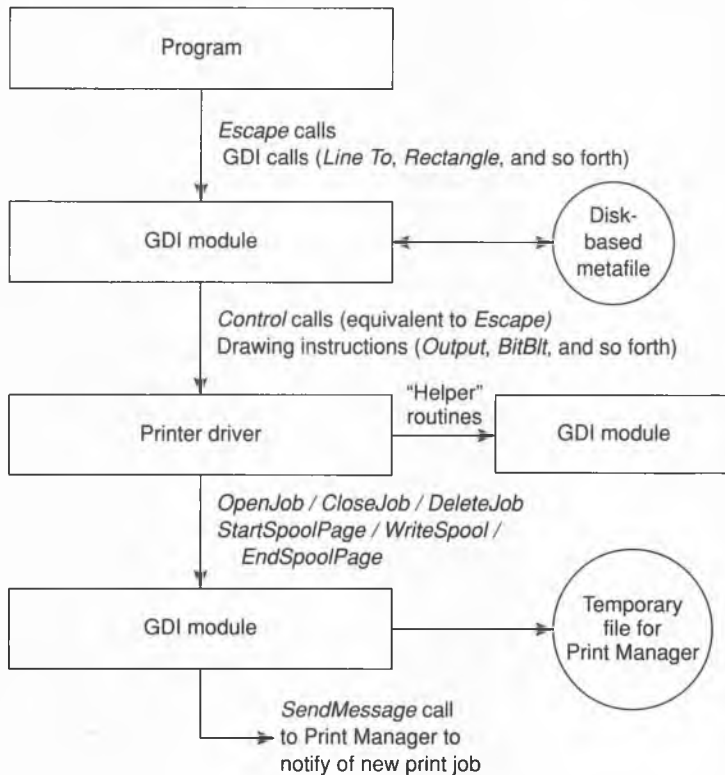 Program
Escape calls
GDI calls (Line To, Rectangle, and so forth)
GDI module
Disk-
based
metafile
Control calls (equivalent to Escape)
Drawing instructions (Output, BitBlt, and so forth)
Printer driver
“Helper”
routines
GDI module
OpenJob / CloseJob / DeleteJob
StartSpoolPage / WriteSpool /
EndSpoolPage
GDI module
Temporary
file for
Print Manager
SendMessage call
to Print Manager to
notify of new print job